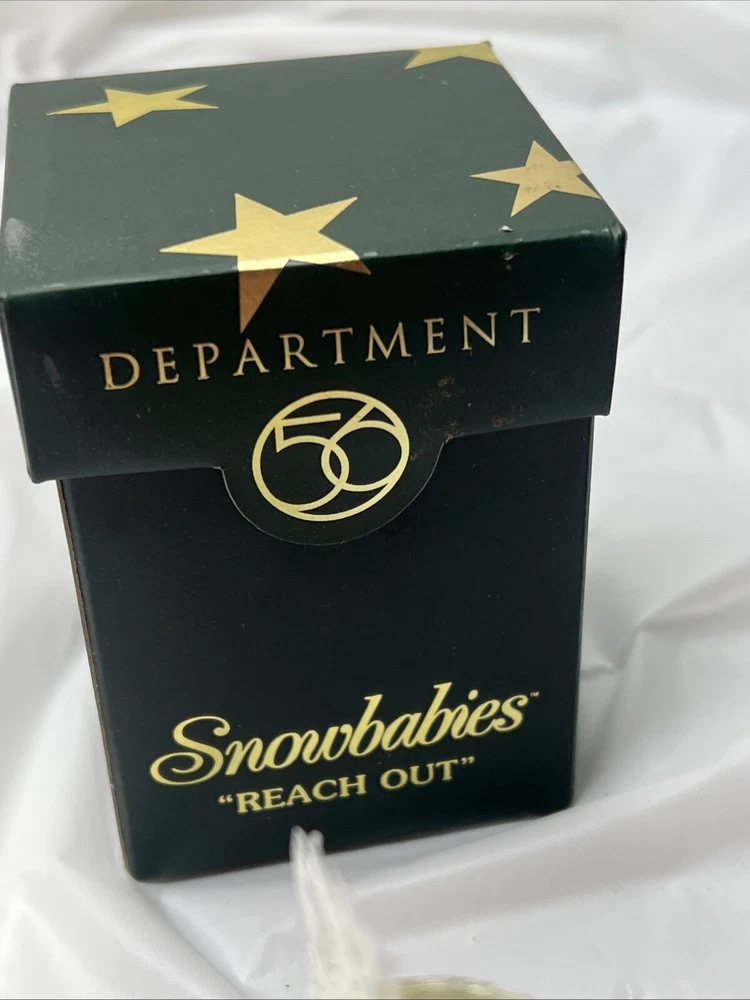 DEPARTMENT
56
Snowbabies™
“REACH OUT”